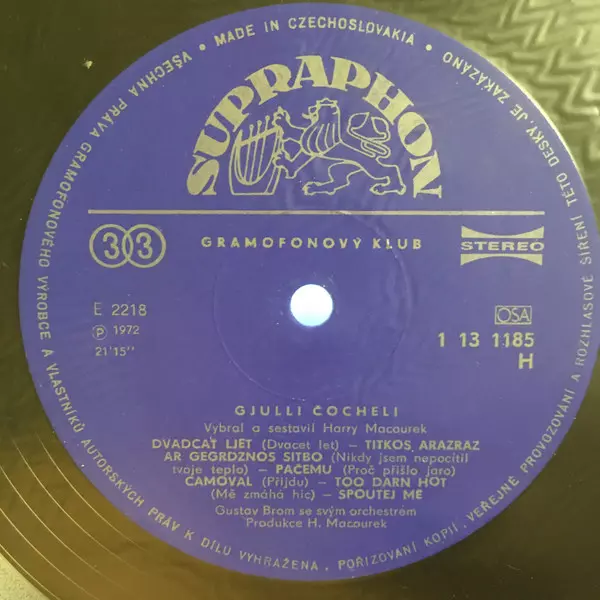 • MADE IN CZECHOSLOVAKIA •
VŠECHNA PRÁVA GRAMOFONOVÉHO VÝROBCE A VLASTNÍKŮ AUTORSKÝCH PRÁV K DÍLU VYHRAŽENA. POŘIZOVÁNÍ KOPIÍ, VEŘEJNÉ PROVOZOVÁNÍ A ROZHLASOVÉ ŠÍŘENÍ TÉTO DESKY JE ZAKÁZÁNO
SUPRAPHON
33
GRAMOFONOVÝ KLUB
STEREO
E 2218
Ⓟ 1972
21'15"
OSA
1 13 1185
H
GJULLI ČOCHELI
Vybral a sestavil Harry Macourek
DVADCAŤ LJET (Dvacet let) – TITKOS ARAZRAZ
AR GEGRDZNOS SITBO (Nikdy jsem nepocítil
tvoje teplo) – PAČEMU (Proč přišlo jaro)
CAMOVAL (Přijdu) – TOO DARN HOT
(Mě zmáhá hic) – SPOUTEJ MĚ
Gustav Brom se svým orchestrem
Produkce H. Macourek